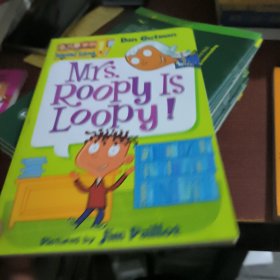 Dan Gutman
Mrs.
Roopy Is
Loopy!
Pictures by Jim Paillot